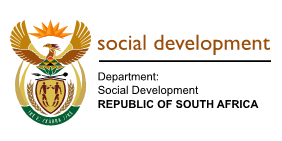 social development
Department:
Social Development
REPUBLIC OF SOUTH AFRICA